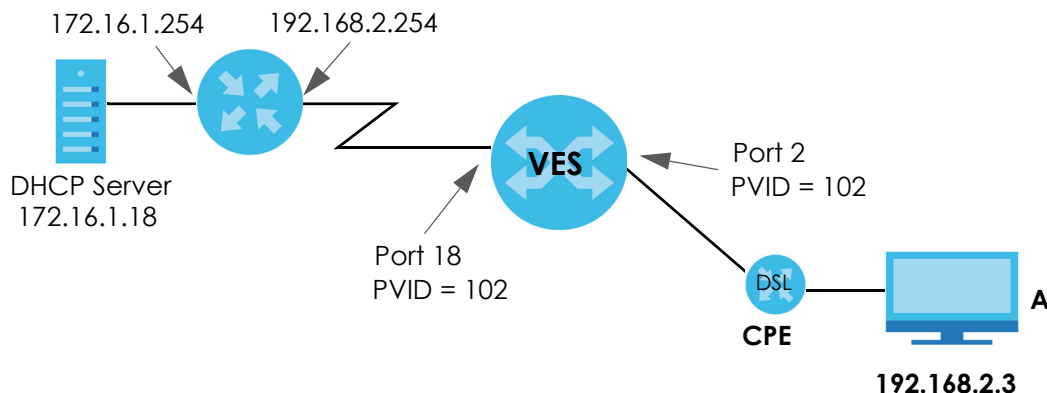 172.16.1.254
192.168.2.254
DHCP Server
172.16.1.18
VES
Port 2
PVID = 102
Port 18
PVID = 102
DSL
CPE
A
192.168.2.3